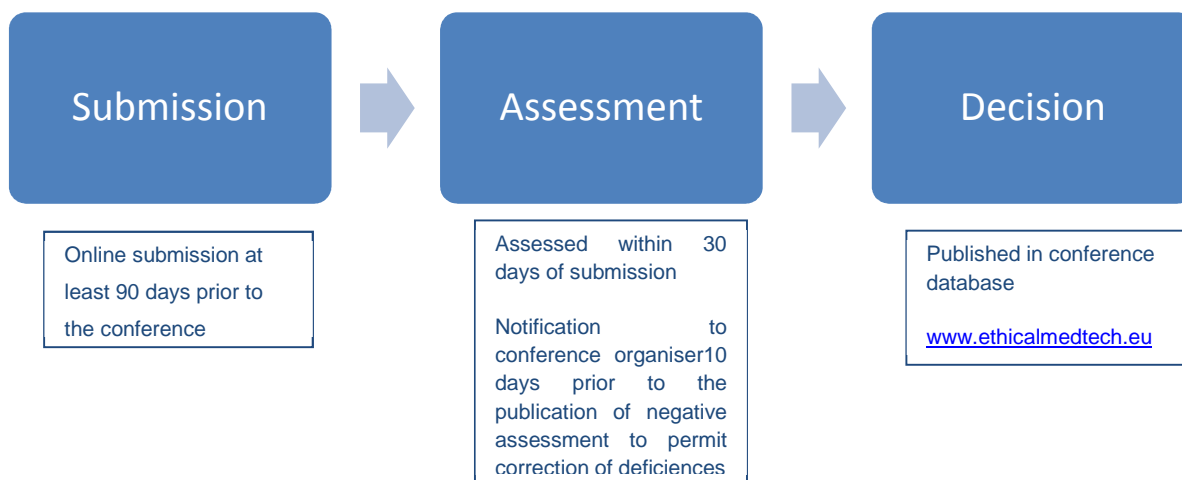 Submission
Assessment
Decision
Online submission at
least 90 days prior to
the conference
Assessed within 30
days of submission
Notification to
conference organiser10
days prior to the
publication of negative
assessment to permit
correction of deficiences
Published in conference
database
www.ethicalmedtech.eu